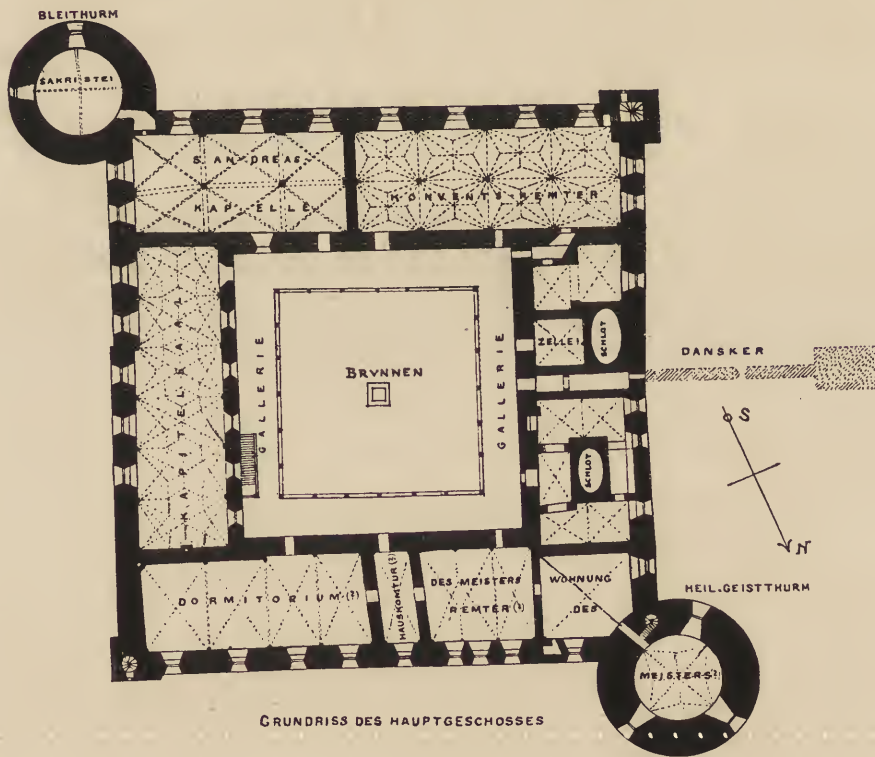 BLEITHURM
SAKRISTEI
S. ANDREAS
KAPELLE
KONVENTS-REMTER
KAPITELSAAL
GALLERIE
BRVNNEN
GALLERIE
ZELLE!
SCHLOT
DANSKER
S
SCHLOT
N
DORMITORIUM (?)
HAUSKOMTUR (?)
DES MEISTERS
REMTER (?)
WOHNUNG
DES
HEIL. GEISTTHURM
MEISTERS (?)
GRUNDRISS DES HAUPTGESCHOSSES